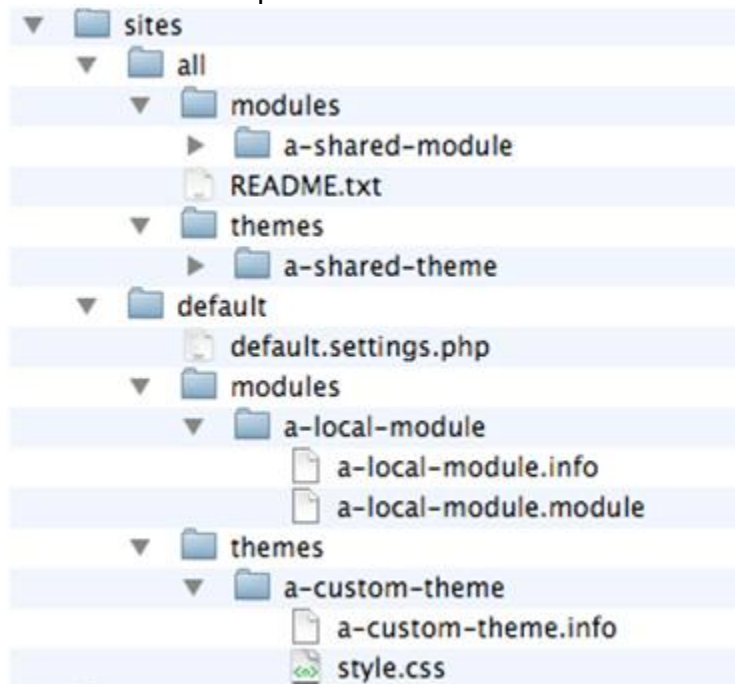 sites
all
modules
a-shared-module
README.txt
themes
a-shared-theme
default
default.settings.php
modules
a-local-module
a-local-module.info
a-local-module.module
themes
a-custom-theme
a-custom-theme.info
style.css